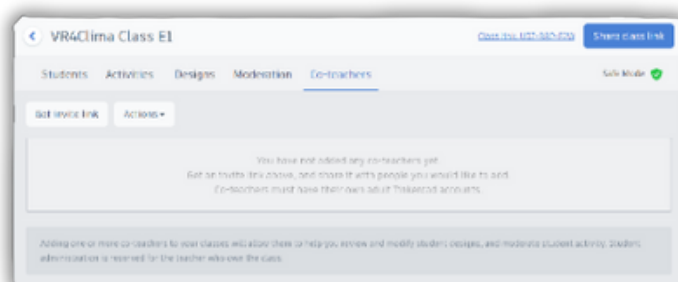 VR4Clima Class E1
Share class link
Students Activities Designs Moderation Co-teachers
Safe Mode
Get invite link Actions
You have not added any co-teachers yet.
Get an invite link above, and share it with people you would like to add.
Co-teachers must have their own adult Tinkercad accounts.
Adding one or more co-teachers to your classes will allow them to help you review and modify student designs, and moderate student activity. Student
administration is reserved for the teacher who owns the class.